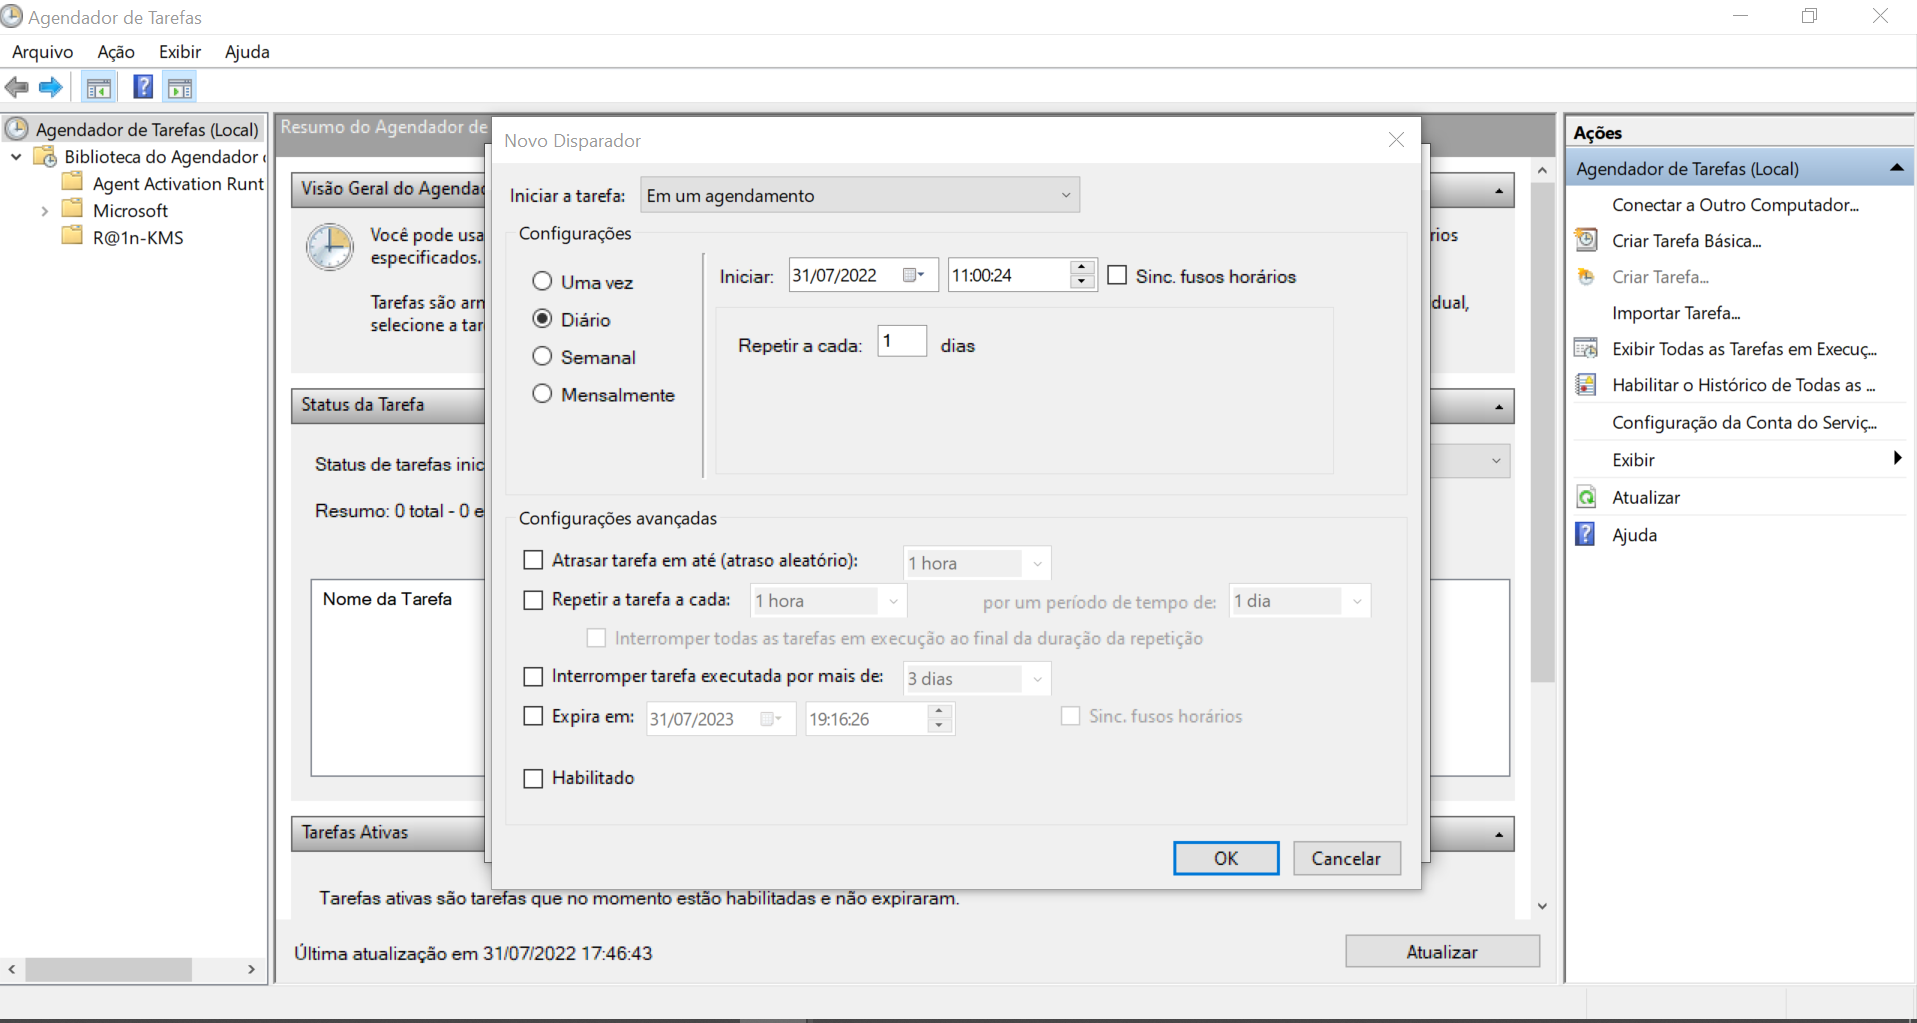 Agendador de Tarefas
Arquivo Ação Exibir Ajuda
Agendador de Tarefas (Local)
Biblioteca do Agendador
Agent Activation Runt
Microsoft
R@1n-KMS
Resumo do Agendador de
Visão Geral do Agendad
Você pode usa
especificados.
Tarefas são arm
selecione a tar
rios
dual,
Status da Tarefa
Status de tarefas inic
Resumo: 0 total - 0 e
Nome da Tarefa
Tarefas Ativas
Tarefas ativas são tarefas que no momento estão habilitadas e não expiraram.
Última atualização em 31/07/2022 17:46:43
Atualizar
Novo Disparador
Iniciar a tarefa: Em um agendamento
Configurações
Uma vez
Diário
Semanal
Mensalmente
Iniciar: 31/07/2022 11:00:24 Sinc. fusos horários
Repetir a cada: 1 dias
Configurações avançadas
Atrasar tarefa em até (atraso aleatório): 1 hora
Repetir a tarefa a cada: 1 hora por um período de tempo de: 1 dia
Interromper todas as tarefas em execução ao final da duração da repetição
Interromper tarefa executada por mais de: 3 dias
Expira em: 31/07/2023 19:16:26 Sinc. fusos horários
Habilitado
OK Cancelar
Ações
Agendador de Tarefas (Local)
Conectar a Outro Computador...
Criar Tarefa Básica...
Criar Tarefa...
Importar Tarefa...
Exibir Todas as Tarefas em Execuç...
Habilitar o Histórico de Todas as ...
Configuração da Conta do Serviç...
Exibir
Atualizar
Ajuda